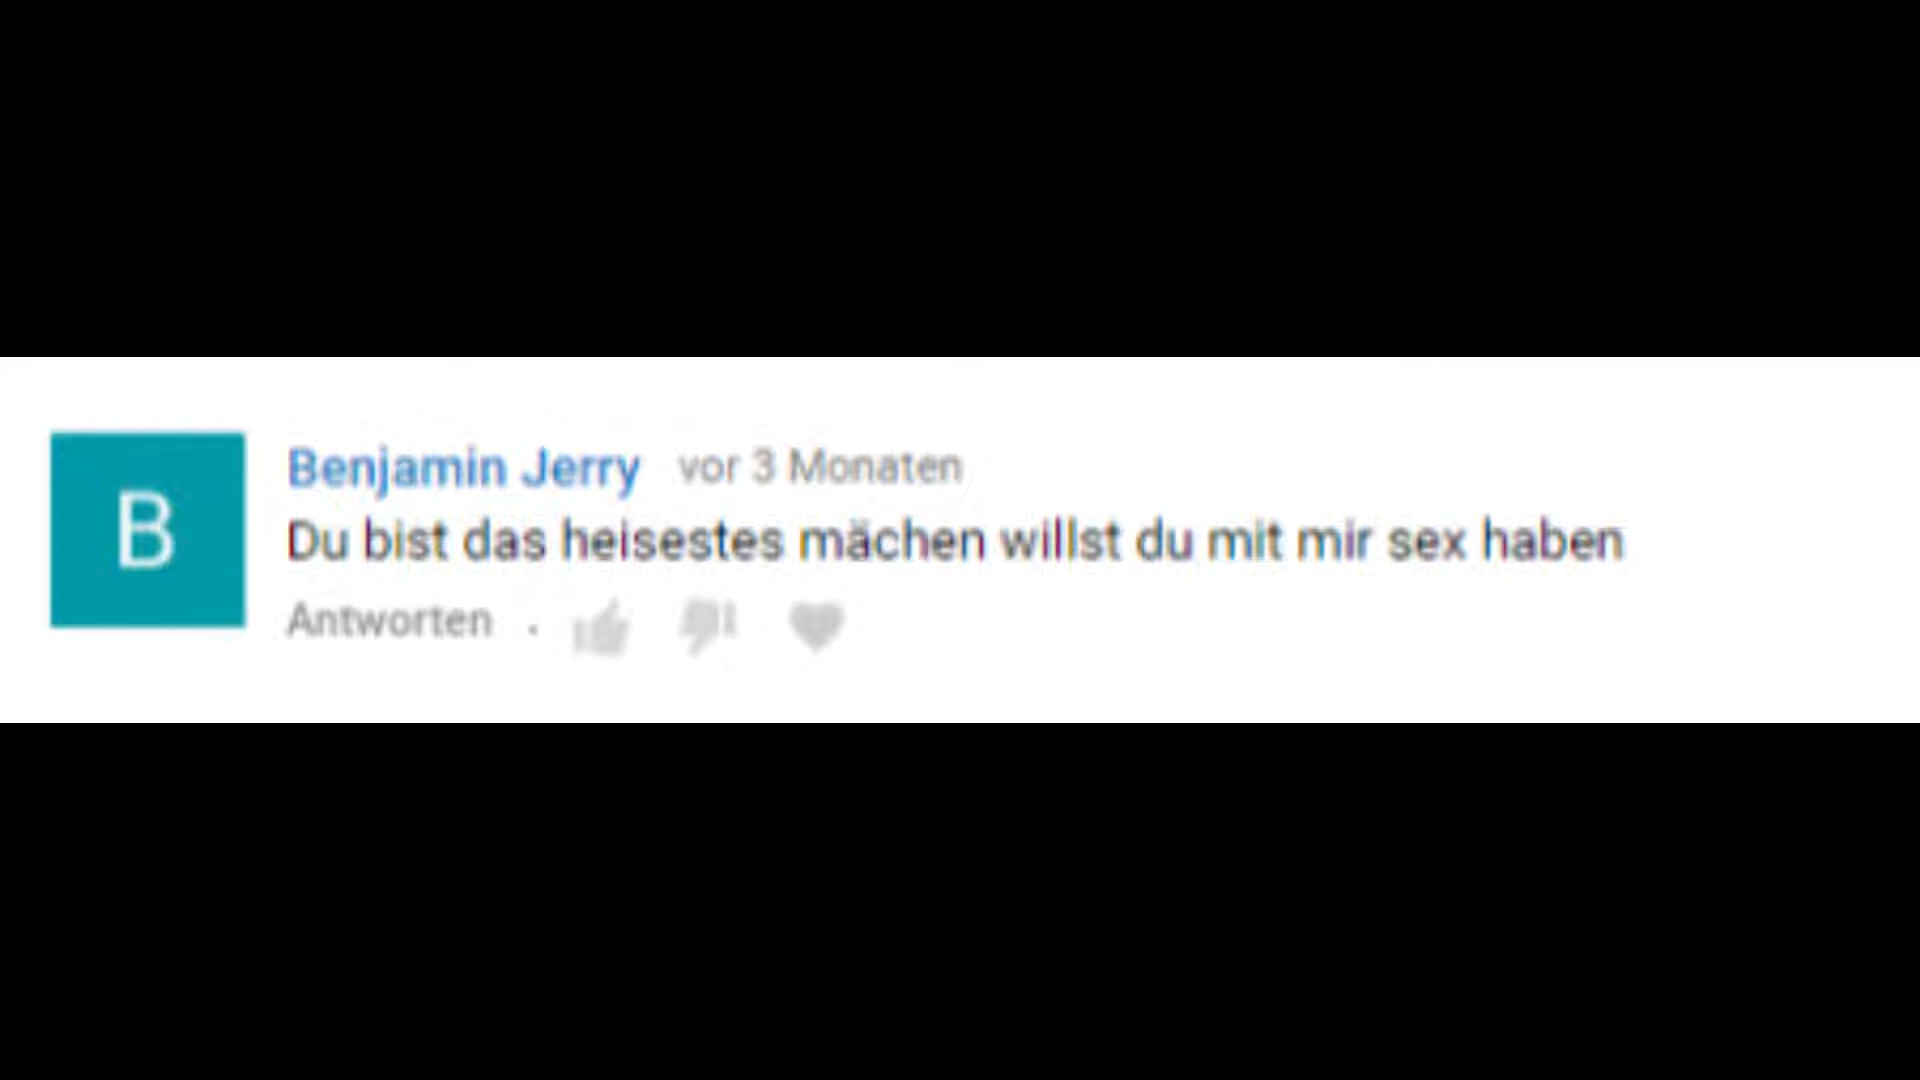 B
Benjamin Jerry vor 3 Monaten
Du bist das heisestes mächen willst du mit mir sex haben
Antworten .